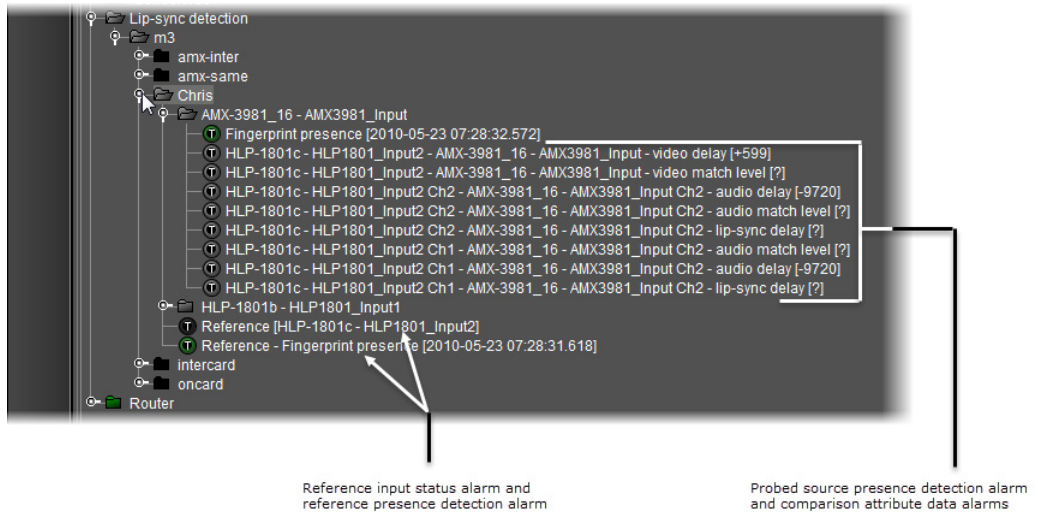 Lip-sync detection
m3
amx-inter
amx-same
Chris
AMX-3981_16 - AMX3981_Input
Fingerprint presence [2010-05-23 07:28:32.572]
HLP-1801c - HLP1801_Input2 - AMX-3981_16 - AMX3981_Input - video delay [+599]
HLP-1801c - HLP1801_Input2 - AMX-3981_16 - AMX3981_Input - video match level [?]
HLP-1801c - HLP1801_Input2 Ch2 - AMX-3981_16 - AMX3981_Input Ch2 - audio delay [-9720]
HLP-1801c - HLP1801_Input2 Ch2 - AMX-3981_16 - AMX3981_Input Ch2 - audio match level [?]
HLP-1801c - HLP1801_Input2 Ch2 - AMX-3981_16 - AMX3981_Input Ch2 - lip-sync delay [?]
HLP-1801c - HLP1801_Input2 Ch1 - AMX-3981_16 - AMX3981_Input Ch2 - audio match level [?]
HLP-1801c - HLP1801_Input2 Ch1 - AMX-3981_16 - AMX3981_Input Ch2 - audio delay [-9720]
HLP-1801c - HLP1801_Input2 Ch1 - AMX-3981_16 - AMX3981_Input Ch2 - lip-sync delay [?]
HLP-1801b - HLP1801_Input1
Reference [HLP-1801c - HLP1801_Input2]
Reference - Fingerprint presence [2010-05-23 07:28:31.618]
intercard
oncard
Router
Reference input status alarm and
reference presence detection alarm
Probed source presence detection alarm
and comparison attribute data alarms